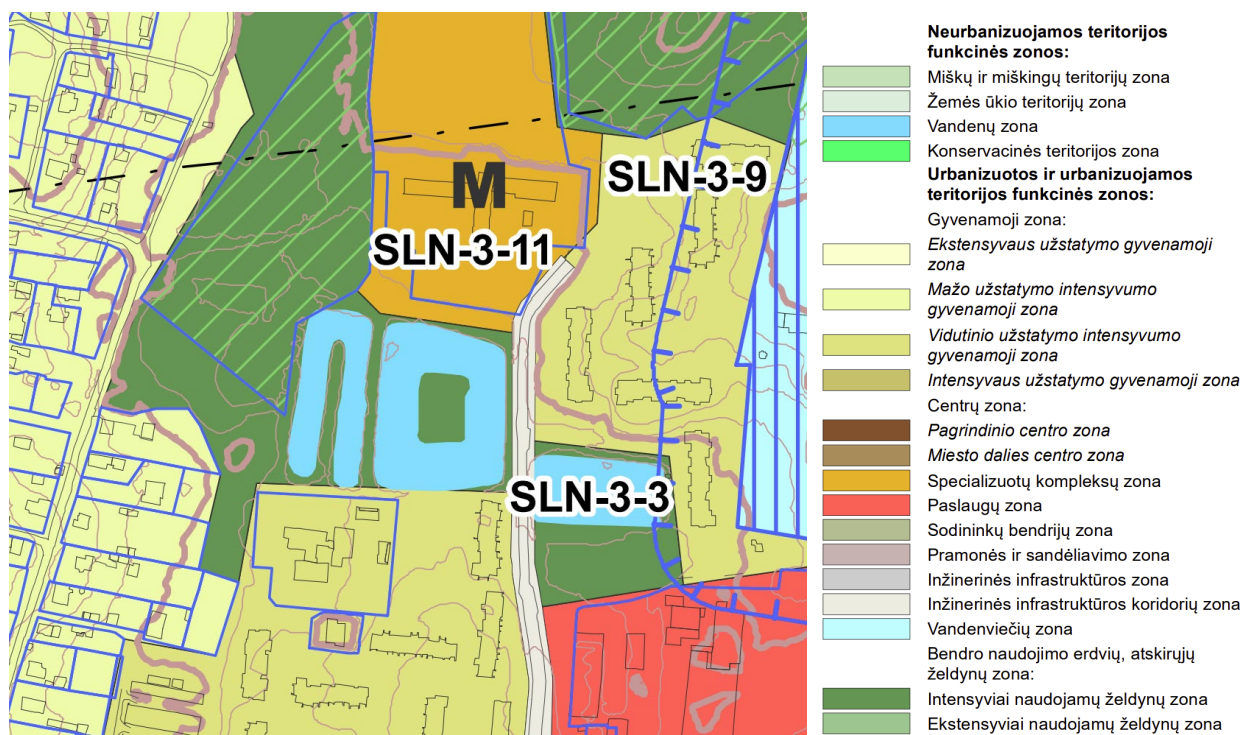 SLN-3-9
M
SLN-3-11
SLN-3-3
Neurbanizuojamos teritorijos
funkcinės zonos:
Miškų ir miškingų teritorijų zona
Žemės ūkio teritorijų zona
Vandenų zona
Konservacinės teritorijos zona
Urbanizuotos ir urbanizuojamos
teritorijos funkcinės zonos:
Gyvenamoji zona:
Ekstensyvaus užstatymo gyvenamoji
zona
Mažo užstatymo intensyvumo
gyvenamoji zona
Vidutinio užstatymo intensyvumo
gyvenamoji zona
Intensyvaus užstatymo gyvenamoji zona
Centrų zona:
Pagrindinio centro zona
Miesto dalies centro zona
Specializuotų kompleksų zona
Paslaugų zona
Sodininkų bendrijų zona
Pramonės ir sandėliavimo zona
Inžinerinės infrastruktūros zona
Inžinerinės infrastruktūros koridorių zona
Vandenviečių zona
Bendro naudojimo erdvių, atskirųjų
želdynų zona:
Intensyviai naudojamų želdynų zona
Ekstensyviai naudojamų želdynų zona